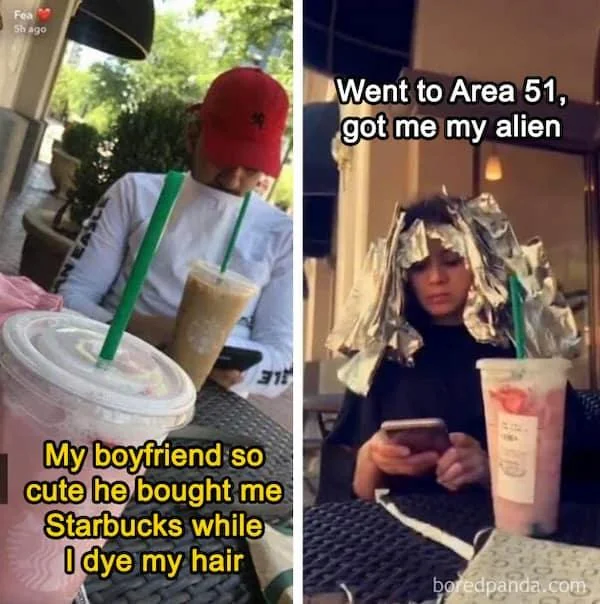 Fea ❤️
5h ago
My boyfriend so
cute he bought me
Starbucks while
I dye my hair
Went to Area 51,
got me my alien
boredpanda.com